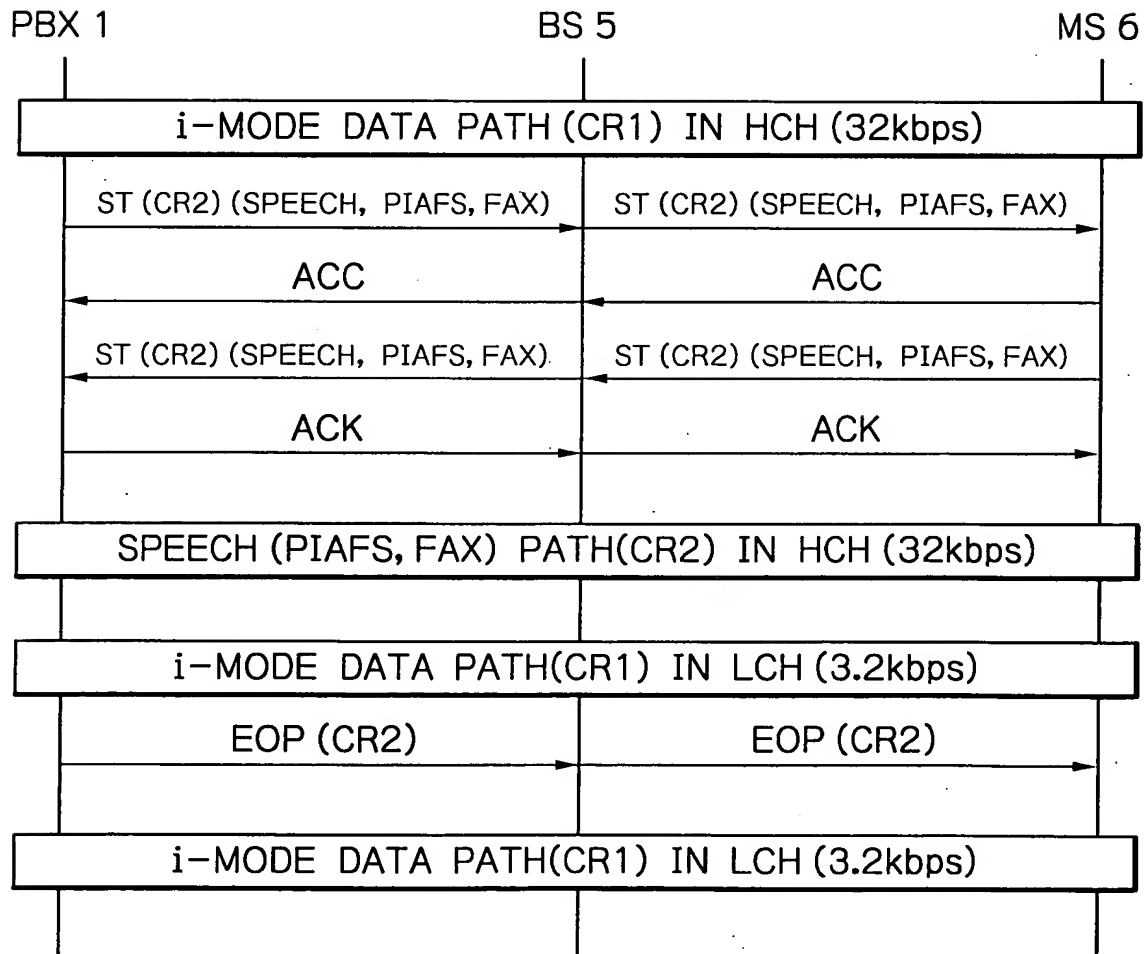 PBX 1 BS 5 MS 6
i-MODE DATA PATH (CR1) IN HCH (32kbps)
ST (CR2) (SPEECH, PIAFS, FAX) ST (CR2) (SPEECH, PIAFS, FAX)
ACC ACC
ST (CR2) (SPEECH, PIAFS, FAX) ST (CR2) (SPEECH, PIAFS, FAX)
ACK ACK
SPEECH (PIAFS, FAX) PATH(CR2) IN HCH (32kbps)
i-MODE DATA PATH(CR1) IN LCH (3.2kbps)
EOP (CR2) EOP (CR2)
i-MODE DATA PATH(CR1) IN LCH (3.2kbps)